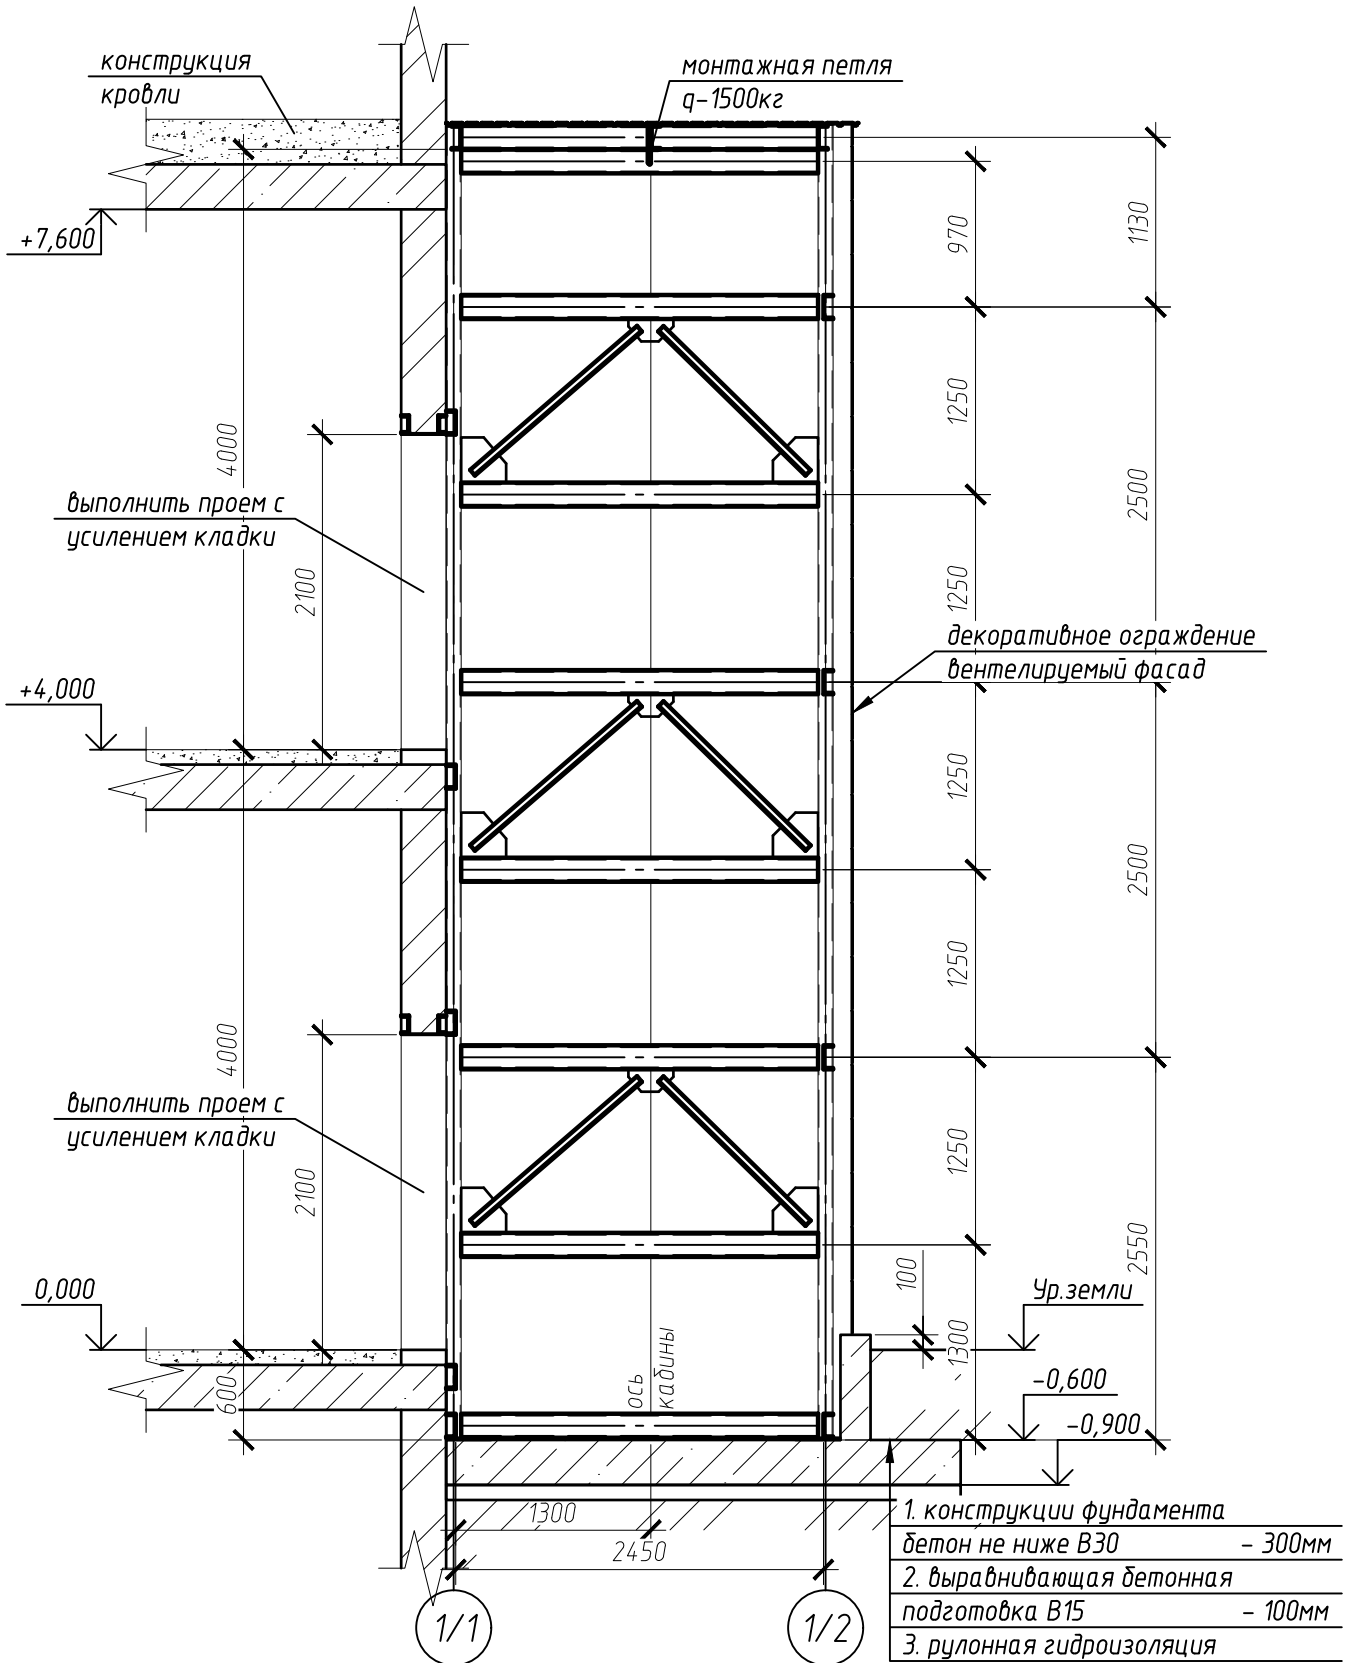 конструкция
кровли
монтажная петля
q-1500кг
+7,600
970
1130
1250
4000
2500
выполнить проем с
усилением кладки
2100
1250
декоративное ограждение
вентелируемый фасад
+4,000
1250
2500
1250
4000
выполнить проем с
усилением кладки
2100
1250
2550
100
0,000
Ур.земли
1300
ось
кабины
600
-0,600
-0,900
1300
2450
1. конструкции фундамента
бетон не ниже В30 - 300мм
2. выравнивающая бетонная
подготовка В15 - 100мм
3. рулонная гидроизоляция
1/1
1/2